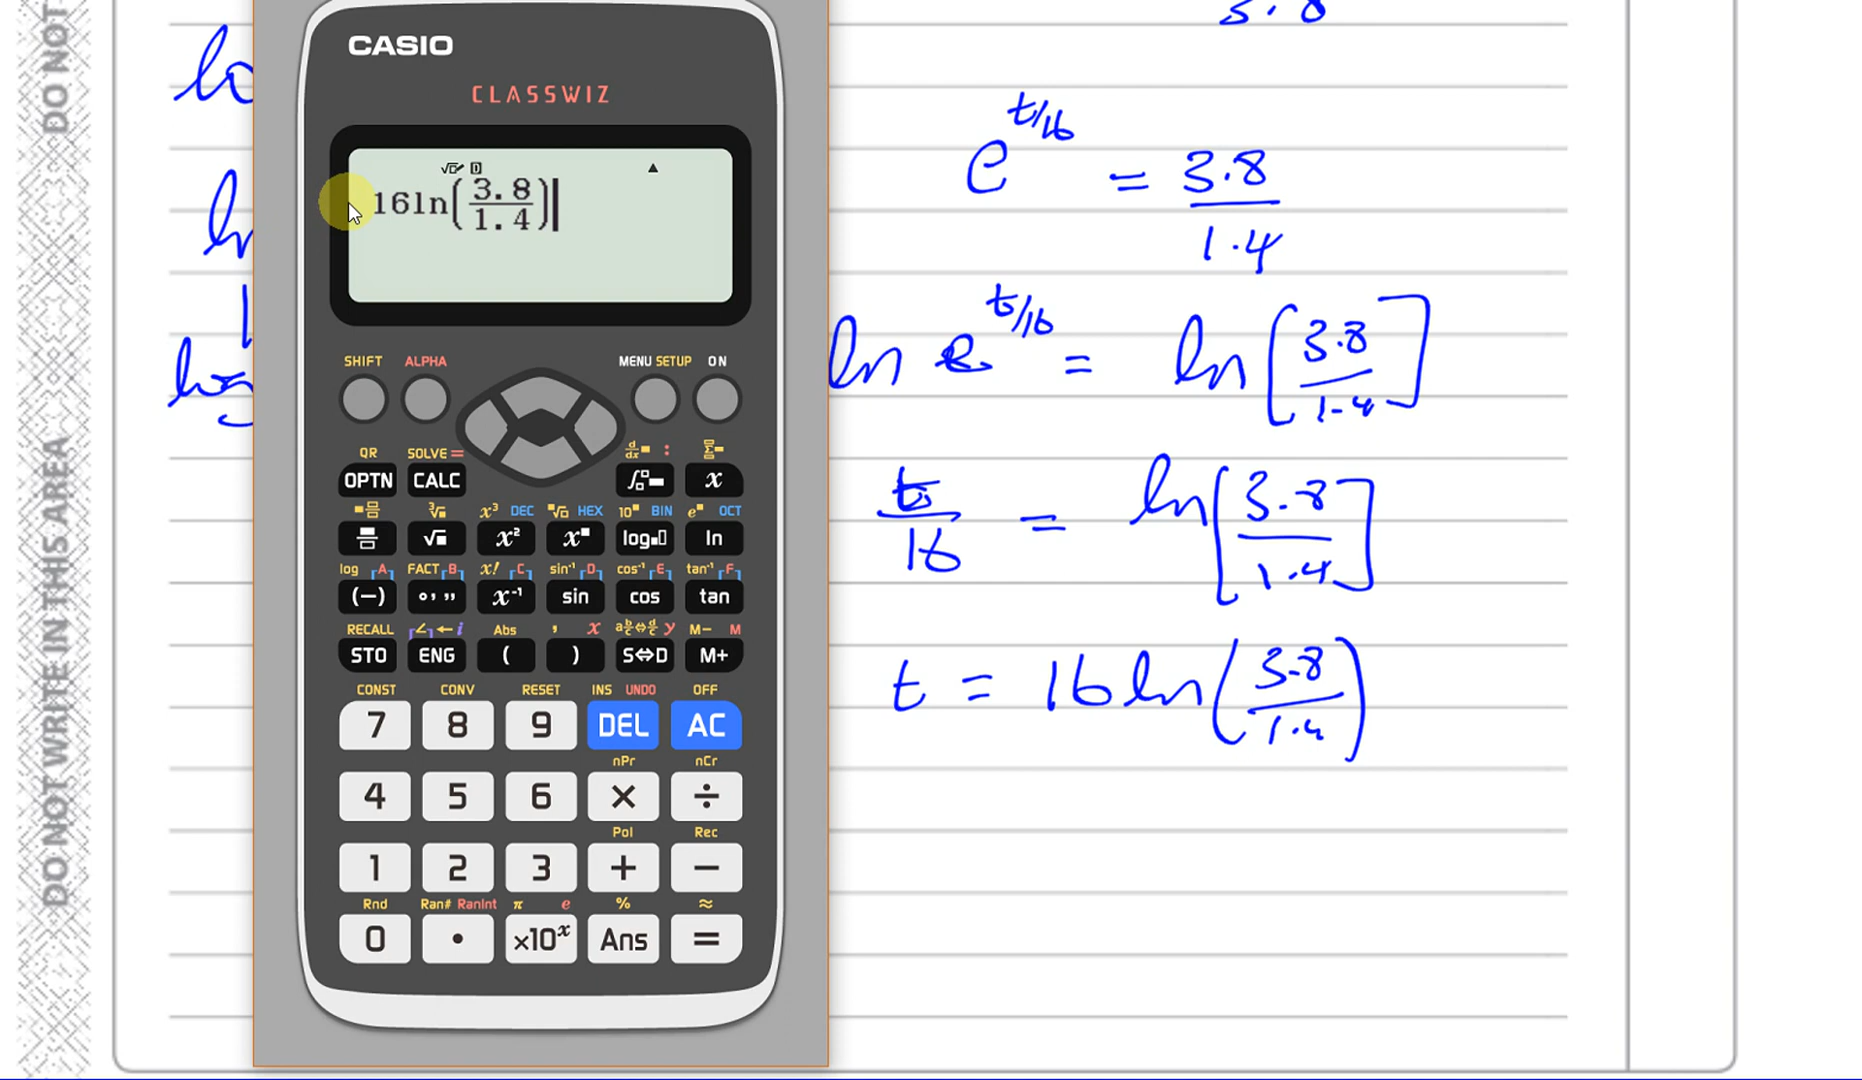 DO NOT
DO NOT WRITE IN THIS AREA
3.8
lo
e^{t/16} = 3.8/1.4
ln e^{t/16} = ln[3.8/1.4]
t/16 = ln[3.8/1.4]
t = 16 ln(3.8/1.4)
CASIO
CLASSWIZ
√▫ D ▲
16ln(3.8/1.4)
SHIFT ALPHA MENU SETUP ON
QR SOLVE = d/dx▪ : Σ▪
OPTN CALC ∫▫ x
▪▫/▫ ³√▪ x³ DEC ▪√▫ HEX 10▪ BIN e▪ OCT
▪/▫ √▪ x² x▪ log▪▫ ln
log A FACT B x! C sin⁻¹ D cos⁻¹ E tan⁻¹ F
(−) °’” x⁻¹ sin cos tan
RECALL ∠ ← i Abs , x a b/c⇔d/c y M− M
STO ENG ( ) S⇔D M+
CONST CONV RESET INS UNDO OFF
7 8 9 DEL AC
nPr nCr
4 5 6 × ÷
Pol Rec
1 2 3 + −
Rnd Ran# RanInt π e % ≈
0 • ×10ˣ Ans =